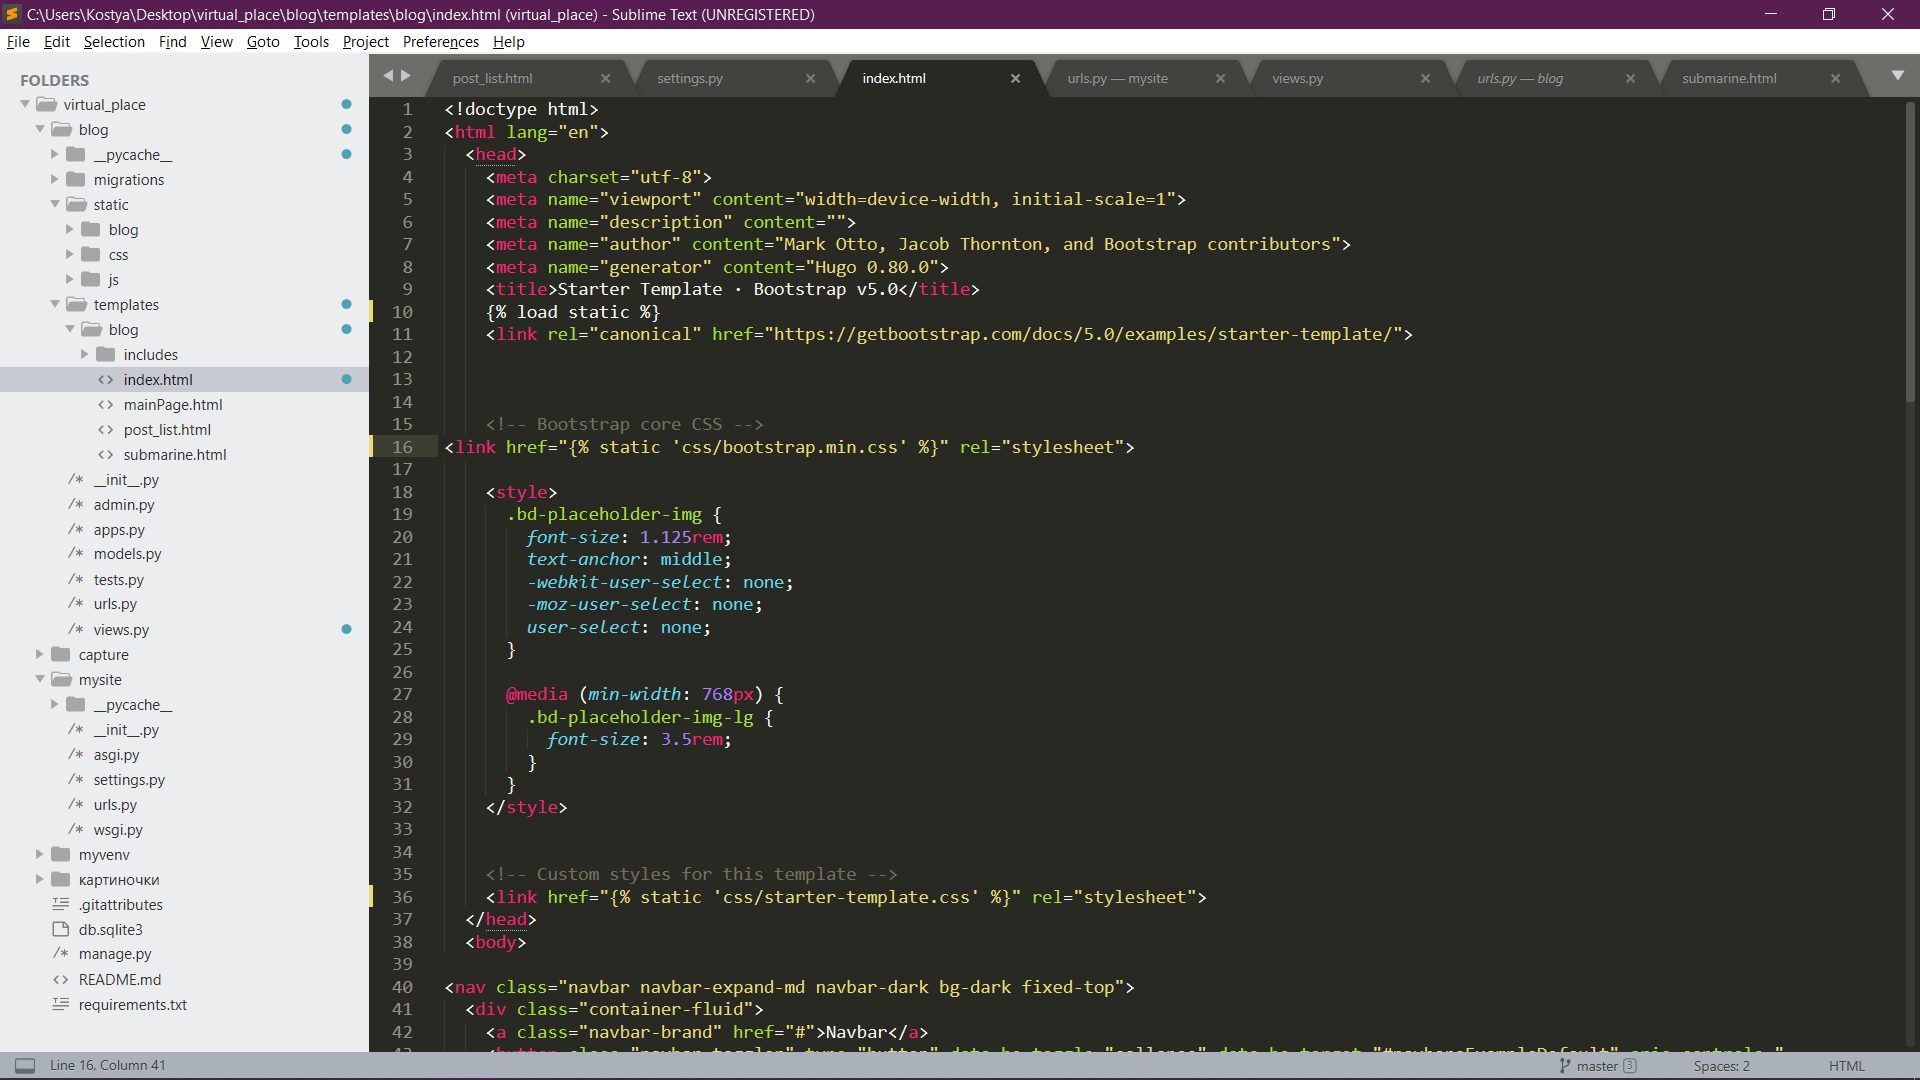 C:\Users\Kostya\Desktop\virtual_place\blog\templates\blog\index.html (virtual_place) - Sublime Text (UNREGISTERED)
File Edit Selection Find View Goto Tools Project Preferences Help
FOLDERS
virtual_place
blog
__pycache__
migrations
static
blog
css
js
templates
blog
includes
index.html
mainPage.html
post_list.html
submarine.html
__init__.py
admin.py
apps.py
models.py
tests.py
urls.py
views.py
capture
mysite
__pycache__
__init__.py
asgi.py
settings.py
urls.py
wsgi.py
myvenv
картиночки
.gitattributes
db.sqlite3
manage.py
README.md
requirements.txt
post_list.html settings.py index.html urls.py — mysite views.py urls.py — blog submarine.html
1 <!doctype html>
2 <html lang="en">
3 <head>
4 <meta charset="utf-8">
5 <meta name="viewport" content="width=device-width, initial-scale=1">
6 <meta name="description" content="">
7 <meta name="author" content="Mark Otto, Jacob Thornton, and Bootstrap contributors">
8 <meta name="generator" content="Hugo 0.80.0">
9 <title>Starter Template · Bootstrap v5.0</title>
10 {% load static %}
11 <link rel="canonical" href="https://getbootstrap.com/docs/5.0/examples/starter-template/">
12
13
14
15 <!-- Bootstrap core CSS -->
16 <link href="{% static 'css/bootstrap.min.css' %}" rel="stylesheet">
17
18 <style>
19 .bd-placeholder-img {
20 font-size: 1.125rem;
21 text-anchor: middle;
22 -webkit-user-select: none;
23 -moz-user-select: none;
24 user-select: none;
25 }
26
27 @media (min-width: 768px) {
28 .bd-placeholder-img-lg {
29 font-size: 3.5rem;
30 }
31 }
32 </style>
33
34
35 <!-- Custom styles for this template -->
36 <link href="{% static 'css/starter-template.css' %}" rel="stylesheet">
37 </head>
38 <body>
39
40 <nav class="navbar navbar-expand-md navbar-dark bg-dark fixed-top">
41 <div class="container-fluid">
42 <a class="navbar-brand" href="#">Navbar</a>
Line 16, Column 41
master 3
Spaces: 2
HTML